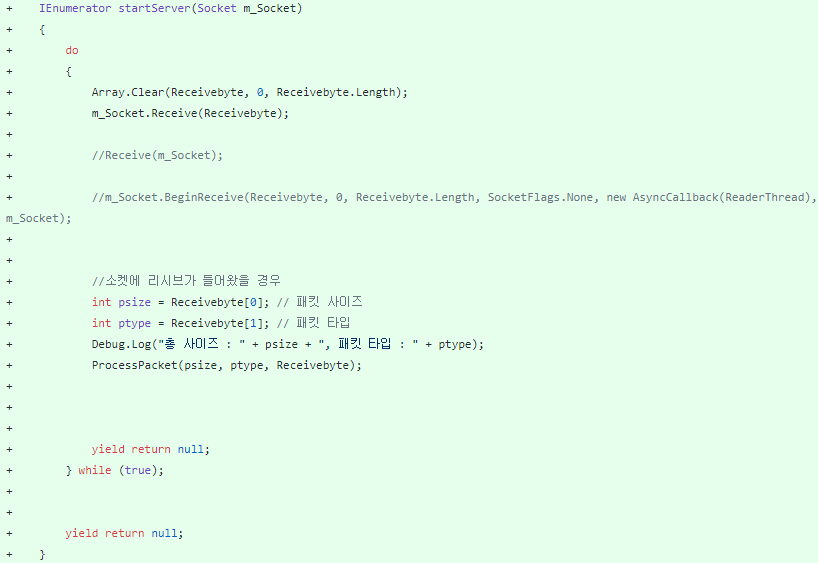 +    IEnumerator startServer(Socket m_Socket)
+    {
+        do
+        {
+            Array.Clear(Receivebyte, 0, Receivebyte.Length);
+            m_Socket.Receive(Receivebyte);
+
+            //Receive(m_Socket);
+
+            //m_Socket.BeginReceive(Receivebyte, 0, Receivebyte.Length, SocketFlags.None, new AsyncCallback(ReaderThread),
m_Socket);
+
+
+            //소켓에 리시브가 들어왔을 경우
+            int psize = Receivebyte[0]; // 패킷 사이즈
+            int ptype = Receivebyte[1]; // 패킷 타입
+            Debug.Log("총 사이즈 : " + psize + ", 패킷 타입 : " + ptype);
+            ProcessPacket(psize, ptype, Receivebyte);
+
+
+
+            yield return null;
+        } while (true);
+
+
+        yield return null;
+    }